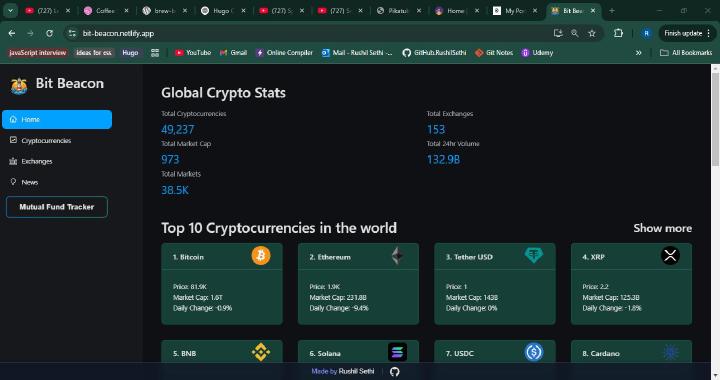 (727) Lo
Coffee
brew-b
Hugo C
(727) S
(727) S
Pikatul
Home |
My Por
Bit Bea
bit-beacon.netlify.app
R
Finish update
javaScript interview
ideas for ess
Hugo
YouTube
Gmail
Online Compiler
Mail - Rushil Sethi -...
GitHub.RushilSethi
Git Notes
Udemy
»
All Bookmarks
Bit Beacon
Home
Cryptocurrencies
Exchanges
News
Mutual Fund Tracker
Global Crypto Stats
Total Cryptocurrencies
49,237
Total Exchanges
153
Total Market Cap
973
Total 24hr Volume
132.9B
Total Markets
38.5K
Top 10 Cryptocurrencies in the world
Show more
1. Bitcoin
Price: 81.9K
Market Cap: 1.6T
Daily Change: -0.9%
2. Ethereum
Price: 1.9K
Market Cap: 231.8B
Daily Change: -9.4%
3. Tether USD
Price: 1
Market Cap: 143B
Daily Change: 0%
4. XRP
Price: 2.2
Market Cap: 125.3B
Daily Change: -1.8%
5. BNB
6. Solana
7. USDC
8. Cardano
Made by Rushil Sethi